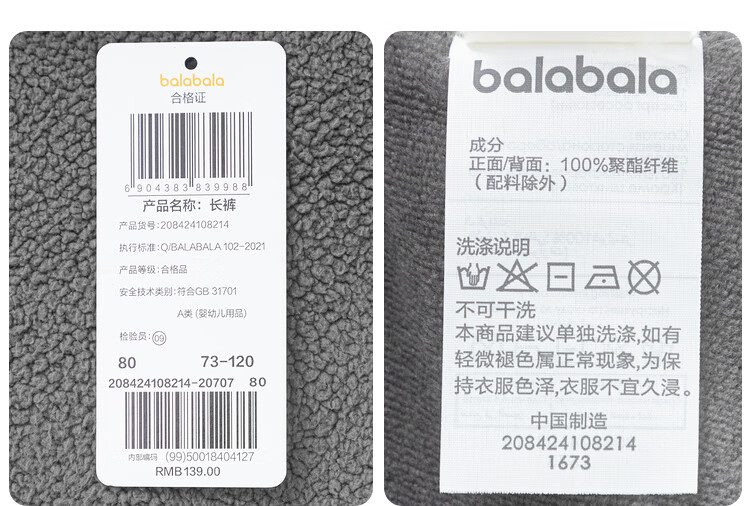 balabala
合格证
6904383839988
产品名称：长裤
产品货号：208424108214
执行标准：Q/BALABALA 102-2021
产品等级：合格品
安全技术类别：符合GB 31701
A类 (婴幼儿用品)
检验员：09
80 73-120
208424108214-20707 80
内部编码 (99)50018404127
RMB139.00
balabala
成分
正面/背面：100%聚酯纤维
（配料除外）
洗涤说明
不可干洗
本商品建议单独洗涤,如有
轻微褪色属正常现象,为保
持衣服色泽,衣服不宜久浸。
中国制造
208424108214
1673